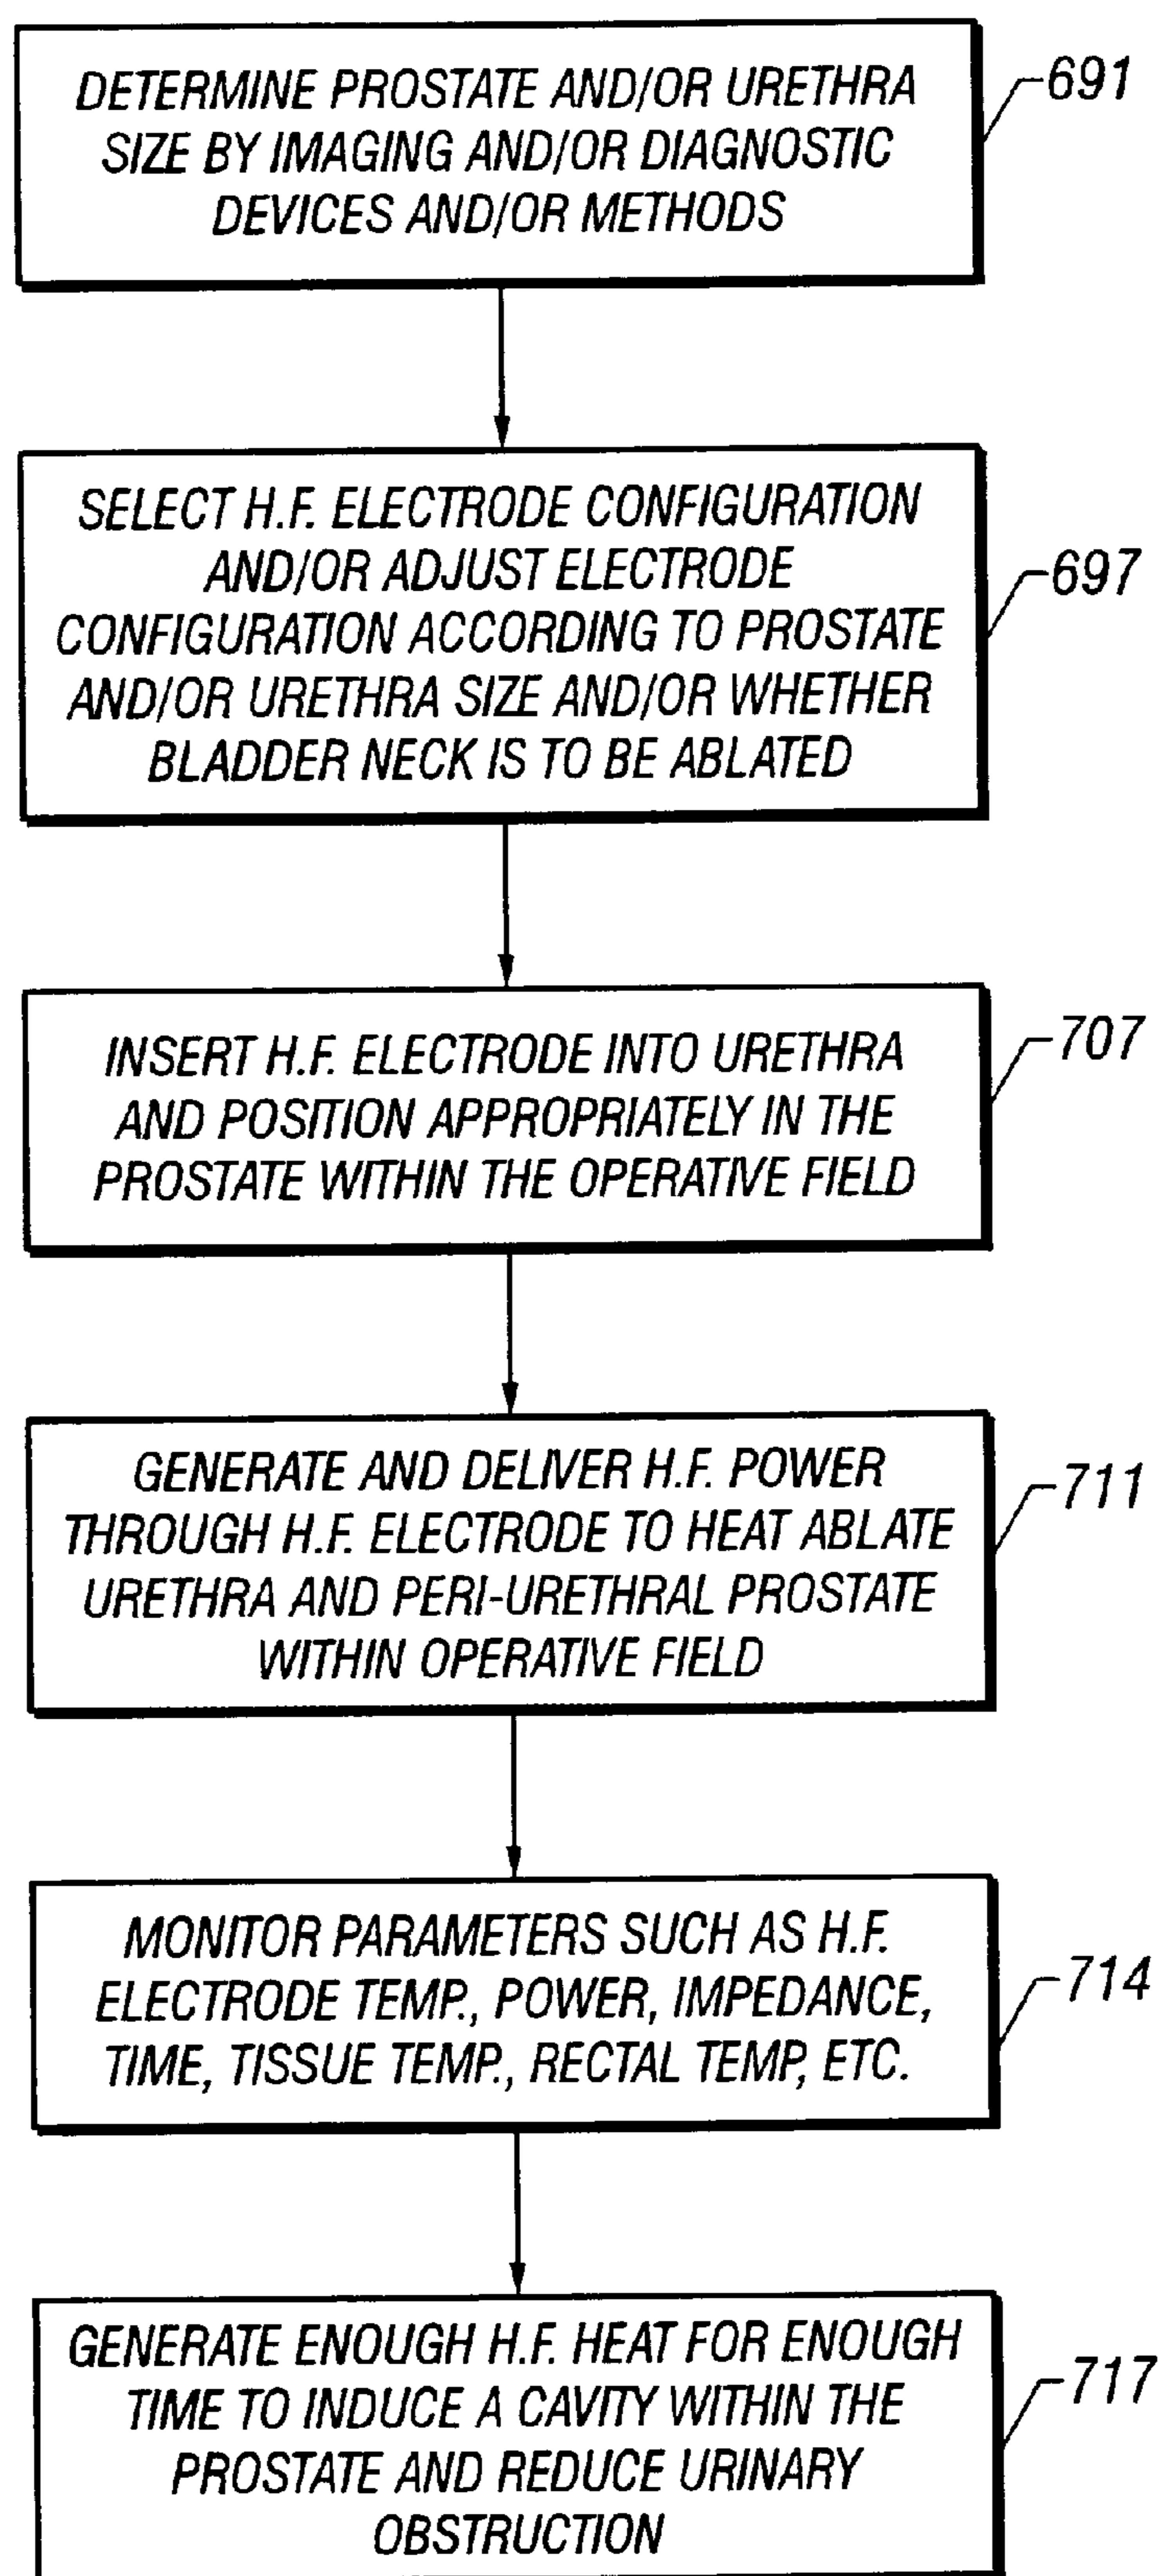 DETERMINE PROSTATE AND/OR URETHRA
SIZE BY IMAGING AND/OR DIAGNOSTIC
DEVICES AND/OR METHODS
691
SELECT H.F. ELECTRODE CONFIGURATION
AND/OR ADJUST ELECTRODE
CONFIGURATION ACCORDING TO PROSTATE
AND/OR URETHRA SIZE AND/OR WHETHER
BLADDER NECK IS TO BE ABLATED
697
INSERT H.F. ELECTRODE INTO URETHRA
AND POSITION APPROPRIATELY IN THE
PROSTATE WITHIN THE OPERATIVE FIELD
707
GENERATE AND DELIVER H.F. POWER
THROUGH H.F. ELECTRODE TO HEAT ABLATE
URETHRA AND PERI-URETHRAL PROSTATE
WITHIN OPERATIVE FIELD
711
MONITOR PARAMETERS SUCH AS H.F.
ELECTRODE TEMP., POWER, IMPEDANCE,
TIME, TISSUE TEMP., RECTAL TEMP, ETC.
714
GENERATE ENOUGH H.F. HEAT FOR ENOUGH
TIME TO INDUCE A CAVITY WITHIN THE
PROSTATE AND REDUCE URINARY
OBSTRUCTION
717